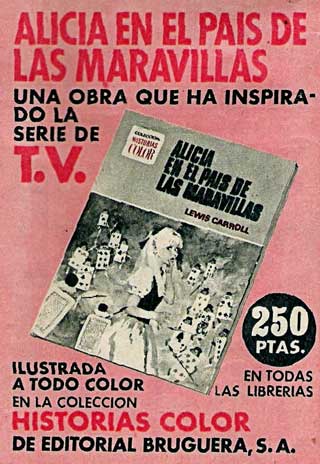 ALICIA EN EL PAIS DE
LAS MARAVILLAS
UNA OBRA QUE HA INSPIRA-
DO LA
SERIE DE
T.V.
COLECCION
HISTORIAS
COLOR
ALICIA
EN EL PAIS DE
LAS MARAVILLAS
LEWIS CARROLL
250
PTAS.
EN TODAS
LAS LIBRERIAS
ILUSTRADA
A TODO COLOR
EN LA COLECCION
HISTORIAS COLOR
DE EDITORIAL BRUGUERA, S.A.